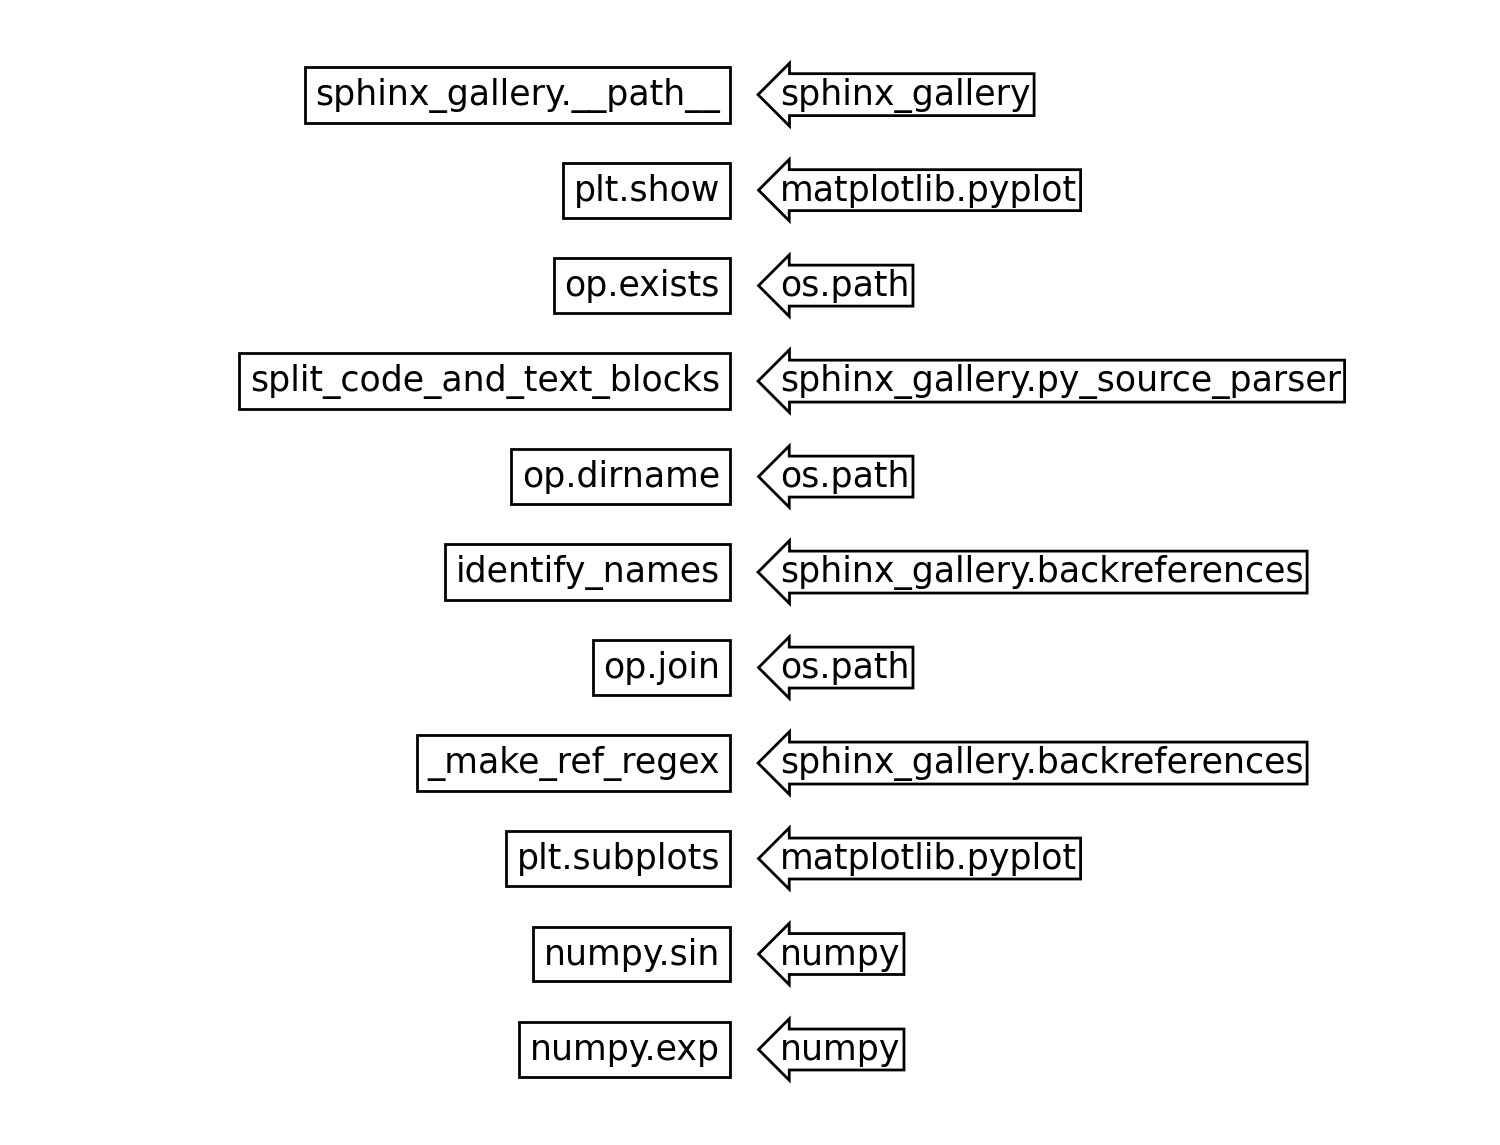 sphinx_gallery.__path__ sphinx_gallery
plt.show matplotlib.pyplot
op.exists os.path
split_code_and_text_blocks sphinx_gallery.py_source_parser
op.dirname os.path
identify_names sphinx_gallery.backreferences
op.join os.path
_make_ref_regex sphinx_gallery.backreferences
plt.subplots matplotlib.pyplot
numpy.sin numpy
numpy.exp numpy